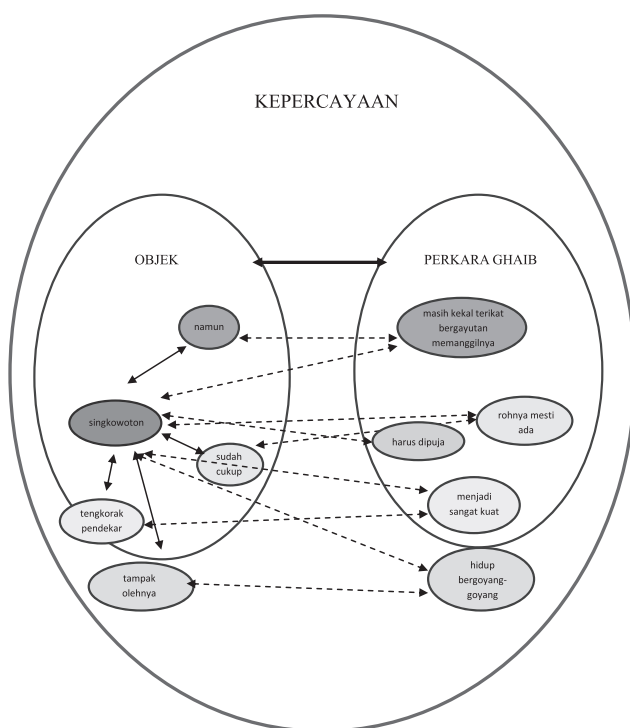 KEPERCAYAAN
OBJEK
PERKARA GHAIB
namun
masih kekal terikat
bergayutan
memanggilnya
singkowoton
rohnya mesti
ada
harus dipuja
sudah
cukup
tengkorak
pendekar
menjadi
sangat kuat
tampak
olehnya
hidup
bergoyang-
goyang